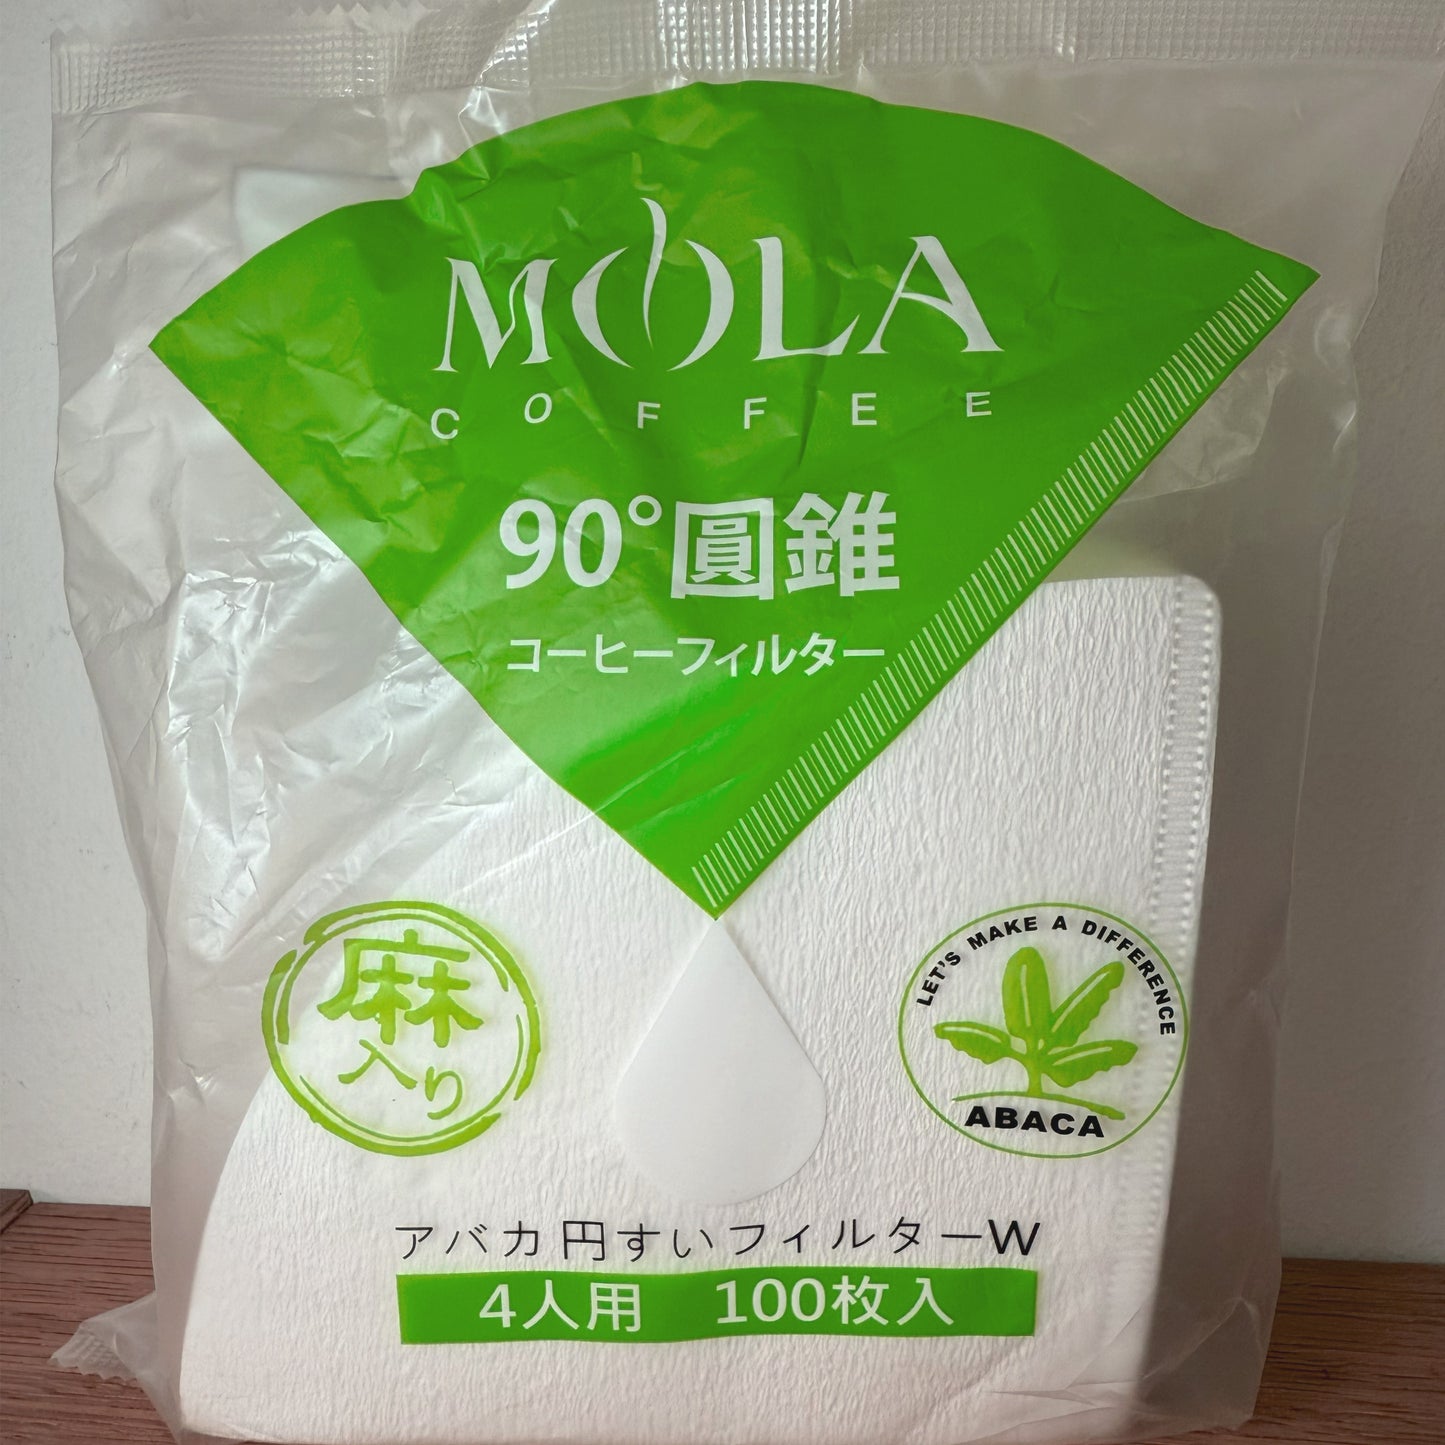 MOLA
COFFEE
90°圓錐
コーヒーフィルター
麻
入り
LET'S MAKE A DIFFERENCE
ABACA
アバカ円すいフィルターW
4人用 100枚入